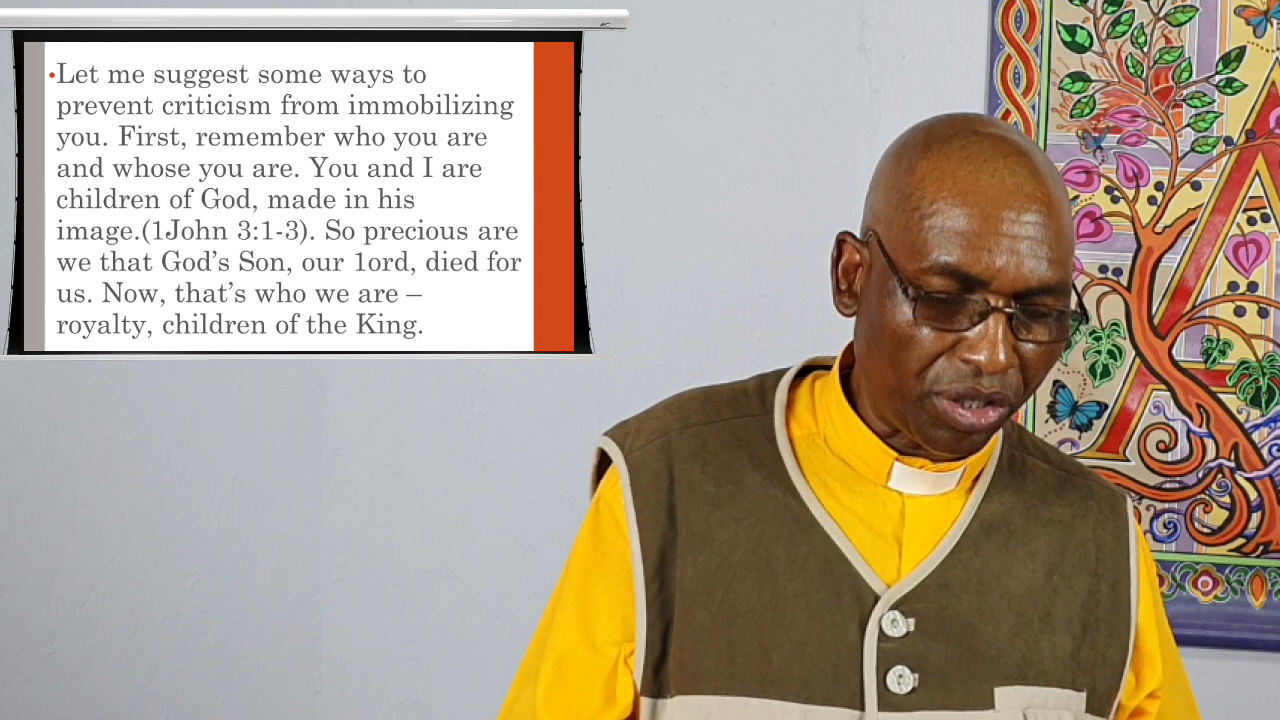 •Let me suggest some ways to
prevent criticism from immobilizing
you. First, remember who you are
and whose you are. You and I are
children of God, made in his
image.(1John 3:1-3). So precious are
we that God’s Son, our 1ord, died for
us. Now, that’s who we are –
royalty, children of the King.